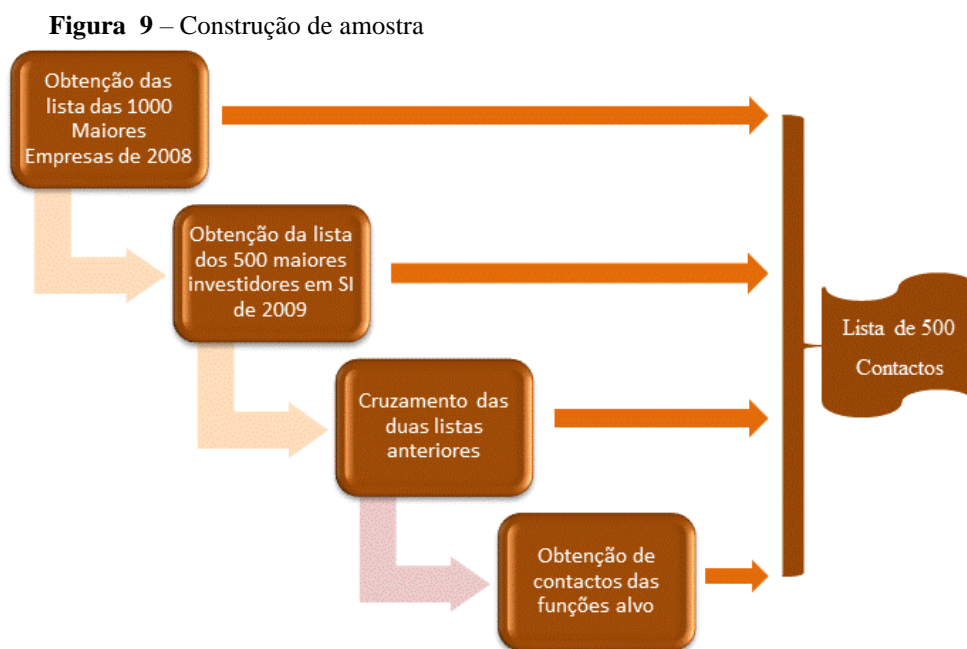 Figura 9 – Construção de amostra
Obtenção das
lista das 1000
Maiores
Empresas de 2008
Obtenção da lista
dos 500 maiores
investidores em SI
de 2009
Lista de 500
Contactos
Cruzamento das
duas listas
anteriores
Obtenção de
contactos das
funções alvo